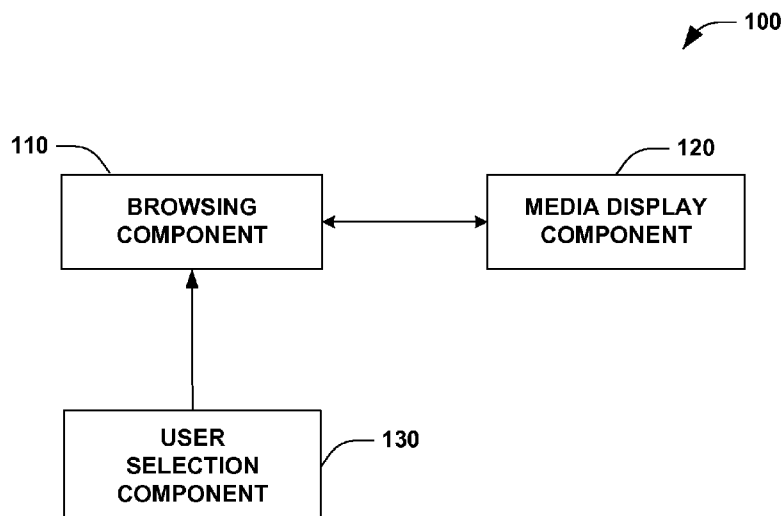 100
110
120
BROWSING
COMPONENT
MEDIA DISPLAY
COMPONENT
USER
SELECTION
COMPONENT
130